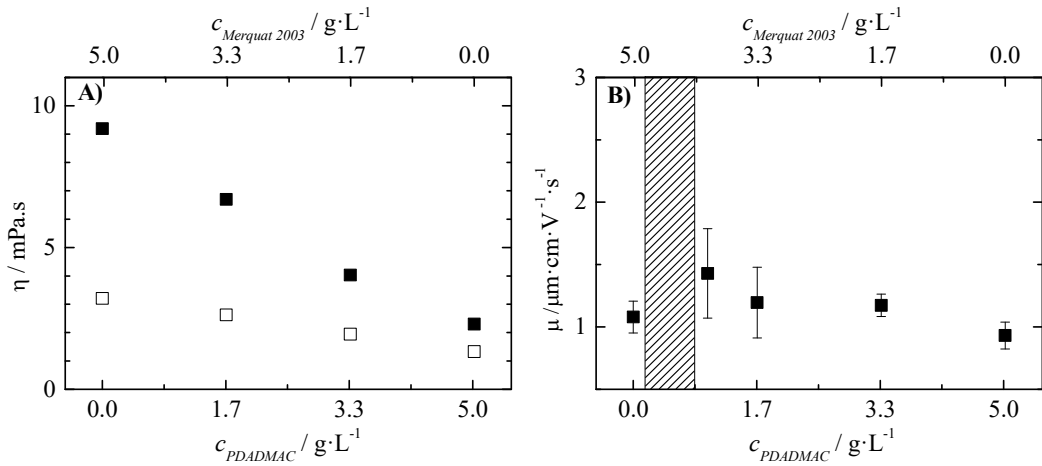 c_Merquat 2003 / g·L⁻¹
5.0 3.3 1.7 0.0
A)
10
5
0
η / mPa.s
0.0 1.7 3.3 5.0
c_PDADMAC / g·L⁻¹
c_Merquat 2003 / g·L⁻¹
5.0 3.3 1.7 0.0
B)
3
2
1
μ /μm·cm·V⁻¹·s⁻¹
0.0 1.7 3.3 5.0
c_PDADMAC / g·L⁻¹